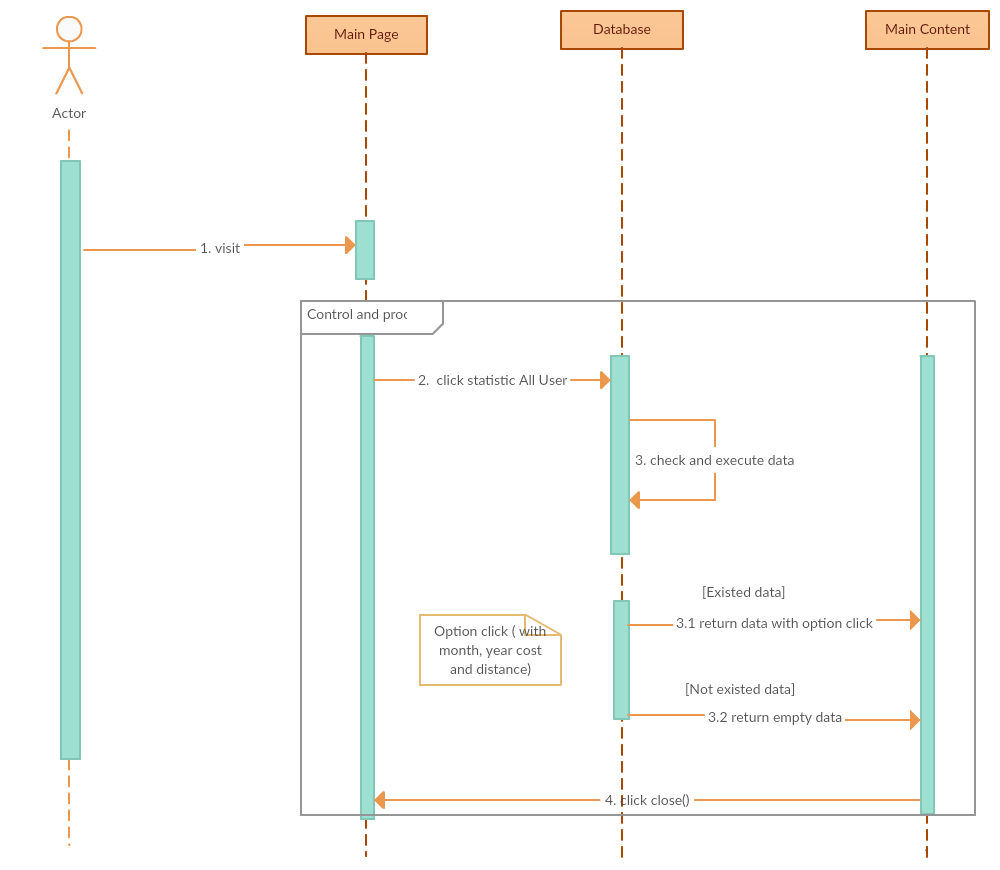 Main Page
Database
Main Content
Actor
1. visit
Control and proc
2.  click statistic All User
3. check and execute data
[Existed data]
3.1 return data with option click
Option click ( with
month, year cost
and distance)
[Not existed data]
3.2 return empty data
4. click close()